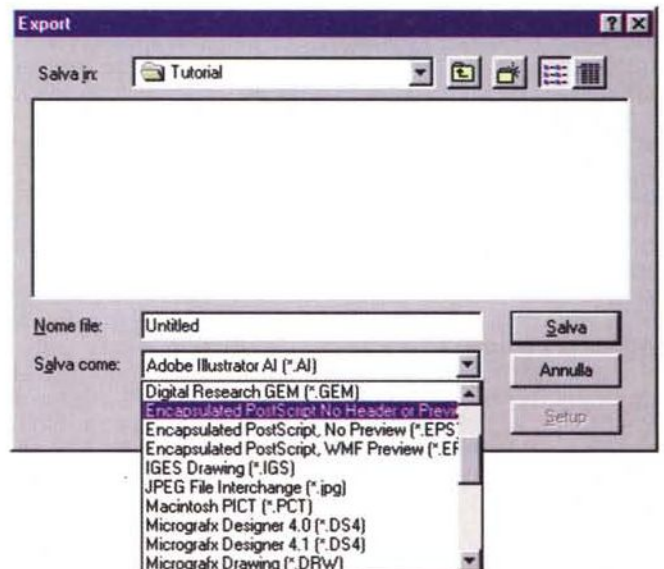 Export
Salva in: Tutorial
Nome file: Untitled Salva
Salva come: Adobe Illustrator AI (*.AI) Annulla
Digital Research GEM (*.GEM)
Encapsulated PostScript No Header or
Setup
Encapsulated PostScript, No Preview (*.EPS
Encapsulated PostScript, WMF Preview (*.
IGES Drawing (*.IGS)
JPEG File Interchange (*.jpg)
Macintosh PICT (*.PCT)
Micrografx Designer 4.0 (*.DS4)
Micrografx Designer 4.1 (*.DS4)
Micrografx Drawing (*.DRW)